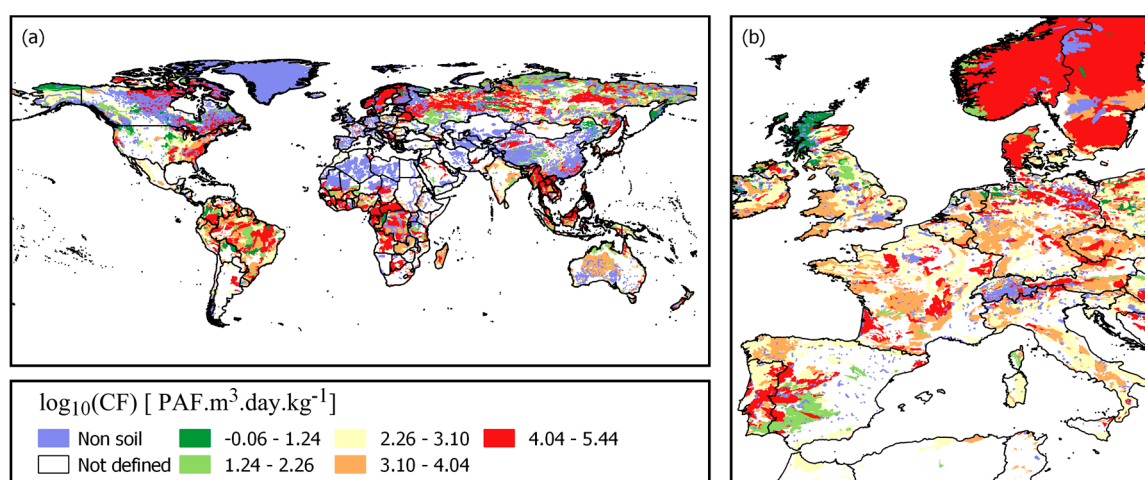 (a)
(b)
log₁₀(CF) [ PAF.m³.day.kg⁻¹]
Non soil -0.06 - 1.24 2.26 - 3.10 4.04 - 5.44
Not defined 1.24 - 2.26 3.10 - 4.04